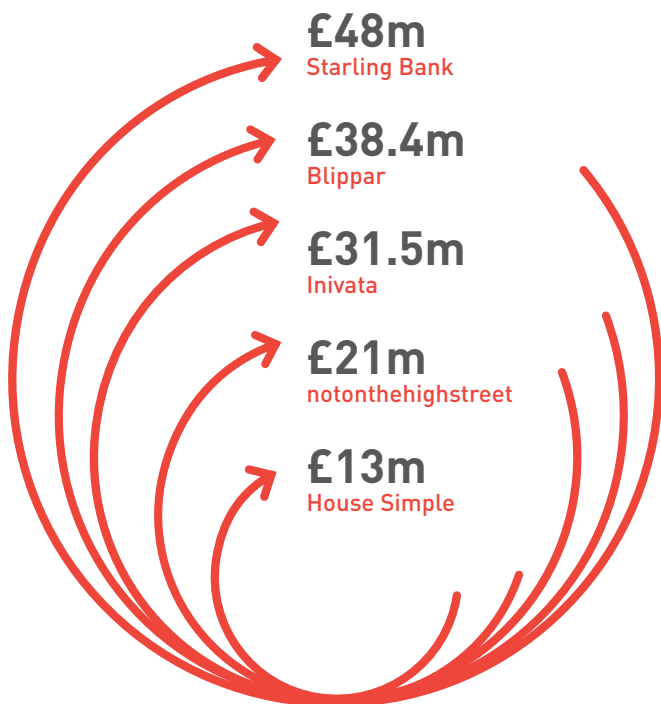 £48m
Starling Bank
£38.4m
Blippar
£31.5m
Inivata
£21m
notonthehighstreet
£13m
House Simple